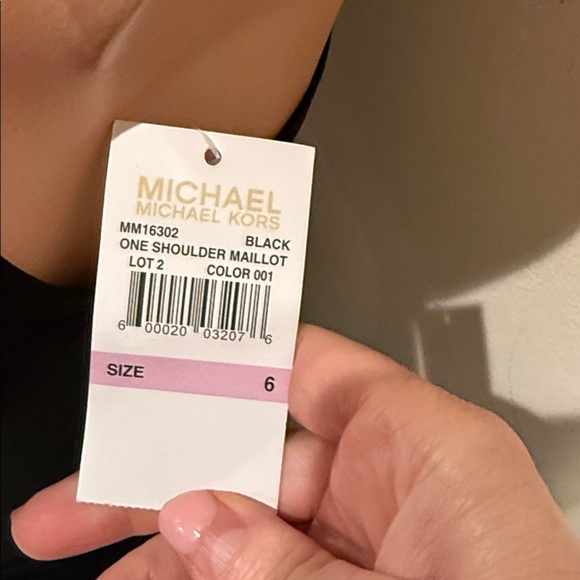 MICHAEL
MICHAEL KORS
MM16302 BLACK
ONE SHOULDER MAILLOT
LOT 2 COLOR 001
6 00020 03207 6
SIZE 6